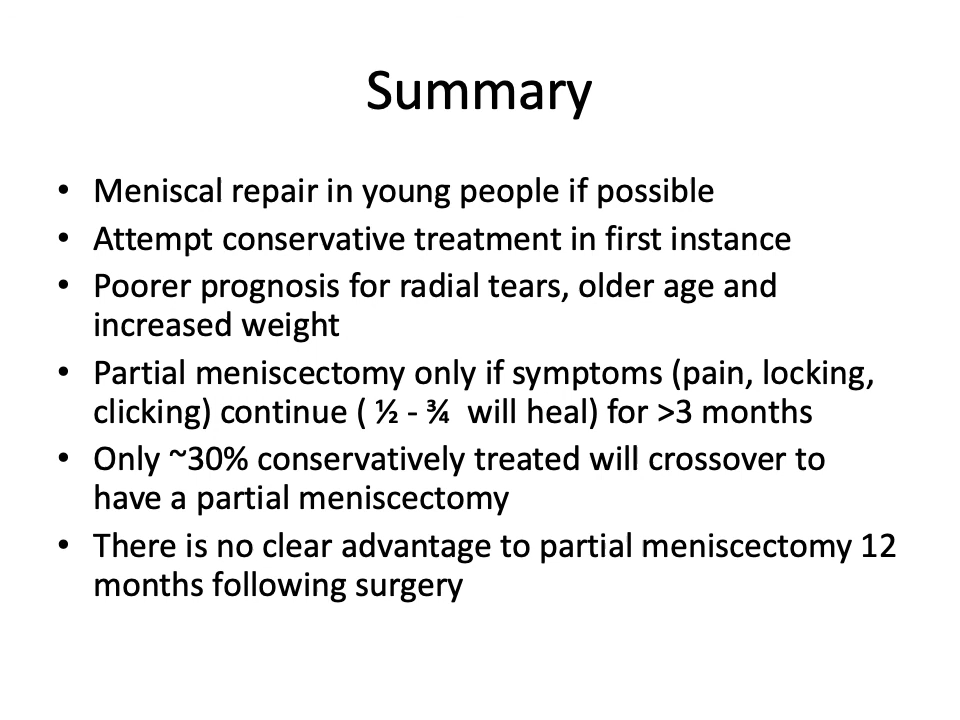 Summary
• Meniscal repair in young people if possible
• Attempt conservative treatment in first instance
• Poorer prognosis for radial tears, older age and
increased weight
• Partial meniscectomy only if symptoms (pain, locking,
clicking) continue ( ½ - ¾  will heal) for >3 months
• Only ~30% conservatively treated will crossover to
have a partial meniscectomy
• There is no clear advantage to partial meniscectomy 12
months following surgery